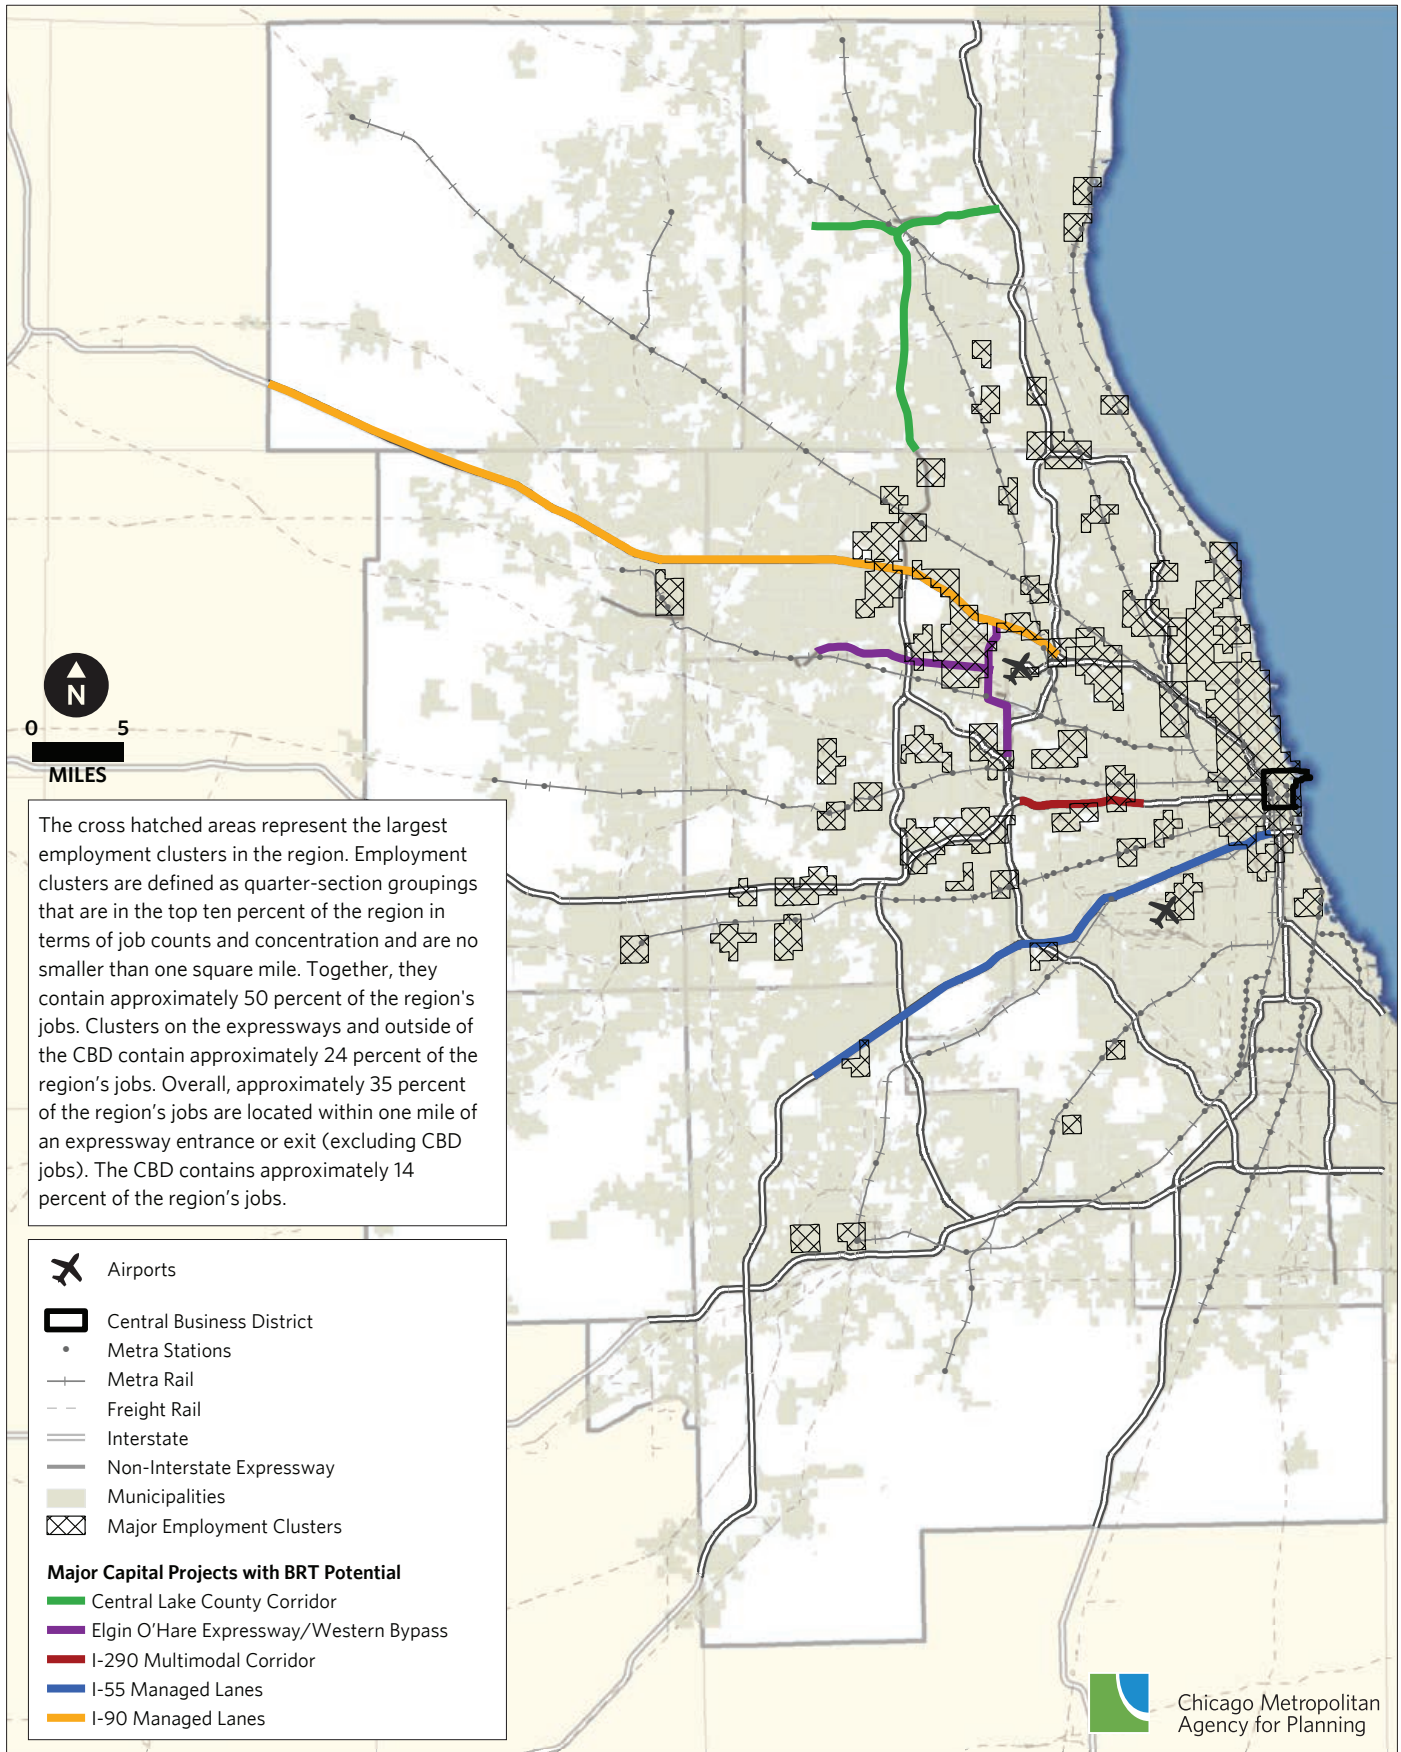 N
0 5
MILES
The cross hatched areas represent the largest
employment clusters in the region. Employment
clusters are defined as quarter-section groupings
that are in the top ten percent of the region in
terms of job counts and concentration and are no
smaller than one square mile. Together, they
contain approximately 50 percent of the region's
jobs. Clusters on the expressways and outside of
the CBD contain approximately 24 percent of the
region’s jobs. Overall, approximately 35 percent
of the region’s jobs are located within one mile of
an expressway entrance or exit (excluding CBD
jobs). The CBD contains approximately 14
percent of the region’s jobs.
Airports
Central Business District
Metra Stations
Metra Rail
Freight Rail
Interstate
Non-Interstate Expressway
Municipalities
Major Employment Clusters
Major Capital Projects with BRT Potential
Central Lake County Corridor
Elgin O’Hare Expressway/Western Bypass
I-290 Multimodal Corridor
I-55 Managed Lanes
I-90 Managed Lanes
Chicago Metropolitan
Agency for Planning